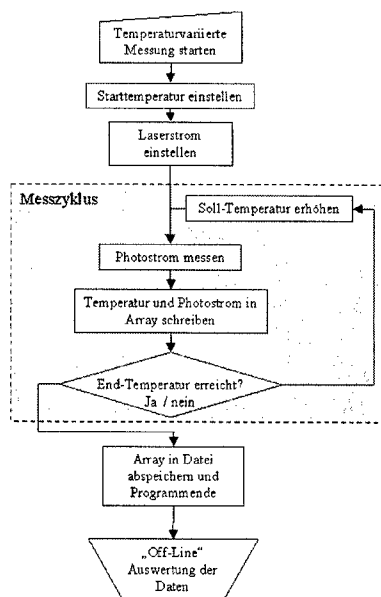 Temperaturvariierte
Messung starten
Starttemperatur einstellen
Laserstrom
einstellen
Messzyklus
Soll-Temperatur erhöhen
Photostrom messen
Temperatur und Photostrom in
Array schreiben
End-Temperatur erreicht?
Ja / nein
Array in Datei
abspeichern und
Programmende
„Off-Line“
Auswertung der
Daten